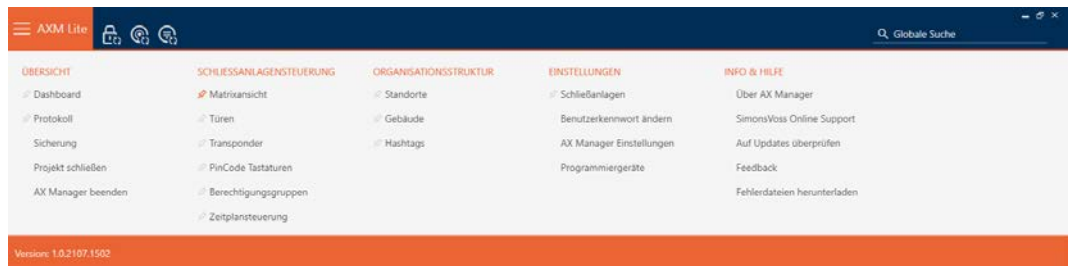 AXM Lite
Globale Suche
ÜBERSICHT
Dashboard
Protokoll
Sicherung
Projekt schließen
AX Manager beenden
SCHLIESSANLAGENSTEUERUNG
Matrixansicht
Türen
Transponder
PinCode Tastaturen
Berechtigungsgruppen
Zeitplansteuerung
ORGANISATIONSSTRUKTUR
Standorte
Gebäude
Hashtags
EINSTELLUNGEN
Schließanlagen
Benutzerkennwort ändern
AX Manager Einstellungen
Programmiergeräte
INFO & HILFE
Über AX Manager
SimonsVoss Online Support
Auf Updates überprüfen
Feedback
Fehlerdateien herunterladen
Version: 1.0.2107.1502